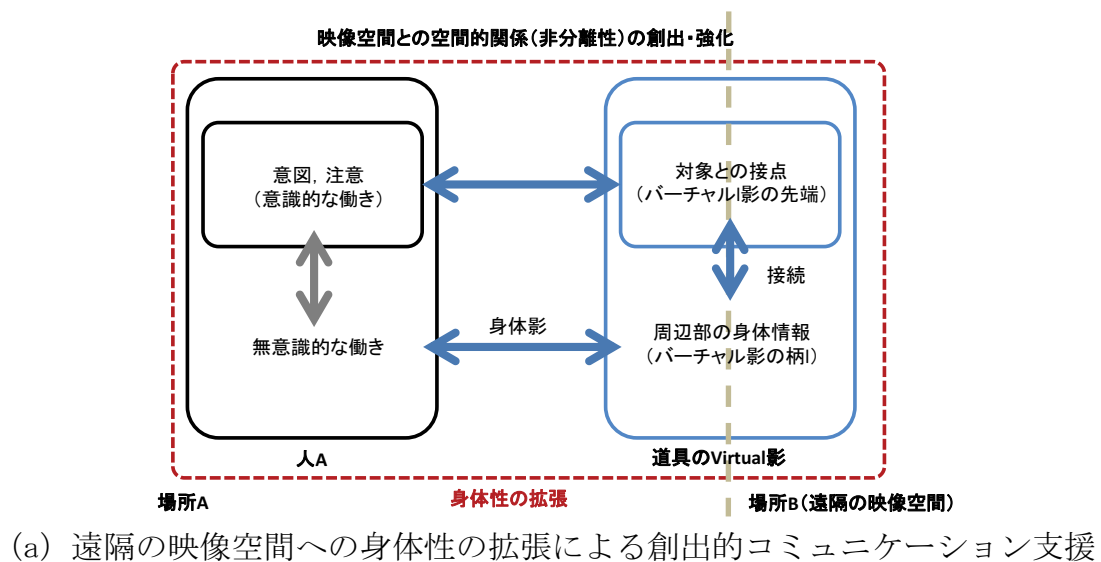 映像空間との空間的関係(非分離性)の創出・強化
意図，注意
(意識的な働き)
対象との接点
(バーチャルl影の先端)
接続
身体影
無意識的な働き
周辺部の身体情報
(バーチャル影の柄l)
人A
道具のVirtual影
場所A
身体性の拡張
場所B(遠隔の映像空間)
(a) 遠隔の映像空間への身体性の拡張による創出的コミュニケーション支援